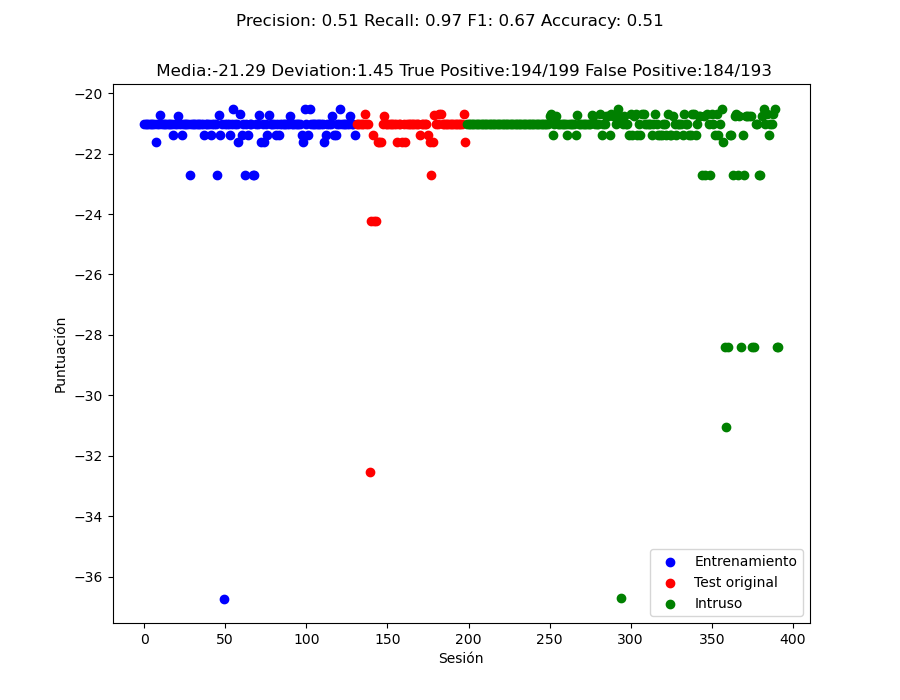 Precision: 0.51 Recall: 0.97 F1: 0.67 Accuracy: 0.51
Media:-21.29 Deviation:1.45 True Positive:194/199 False Positive:184/193
−20
−22
−24
−26
−28
−30
−32
−34
−36
Puntuación
Entrenamiento
Test original
Intruso
0 50 100 150 200 250 300 350 400
Sesión